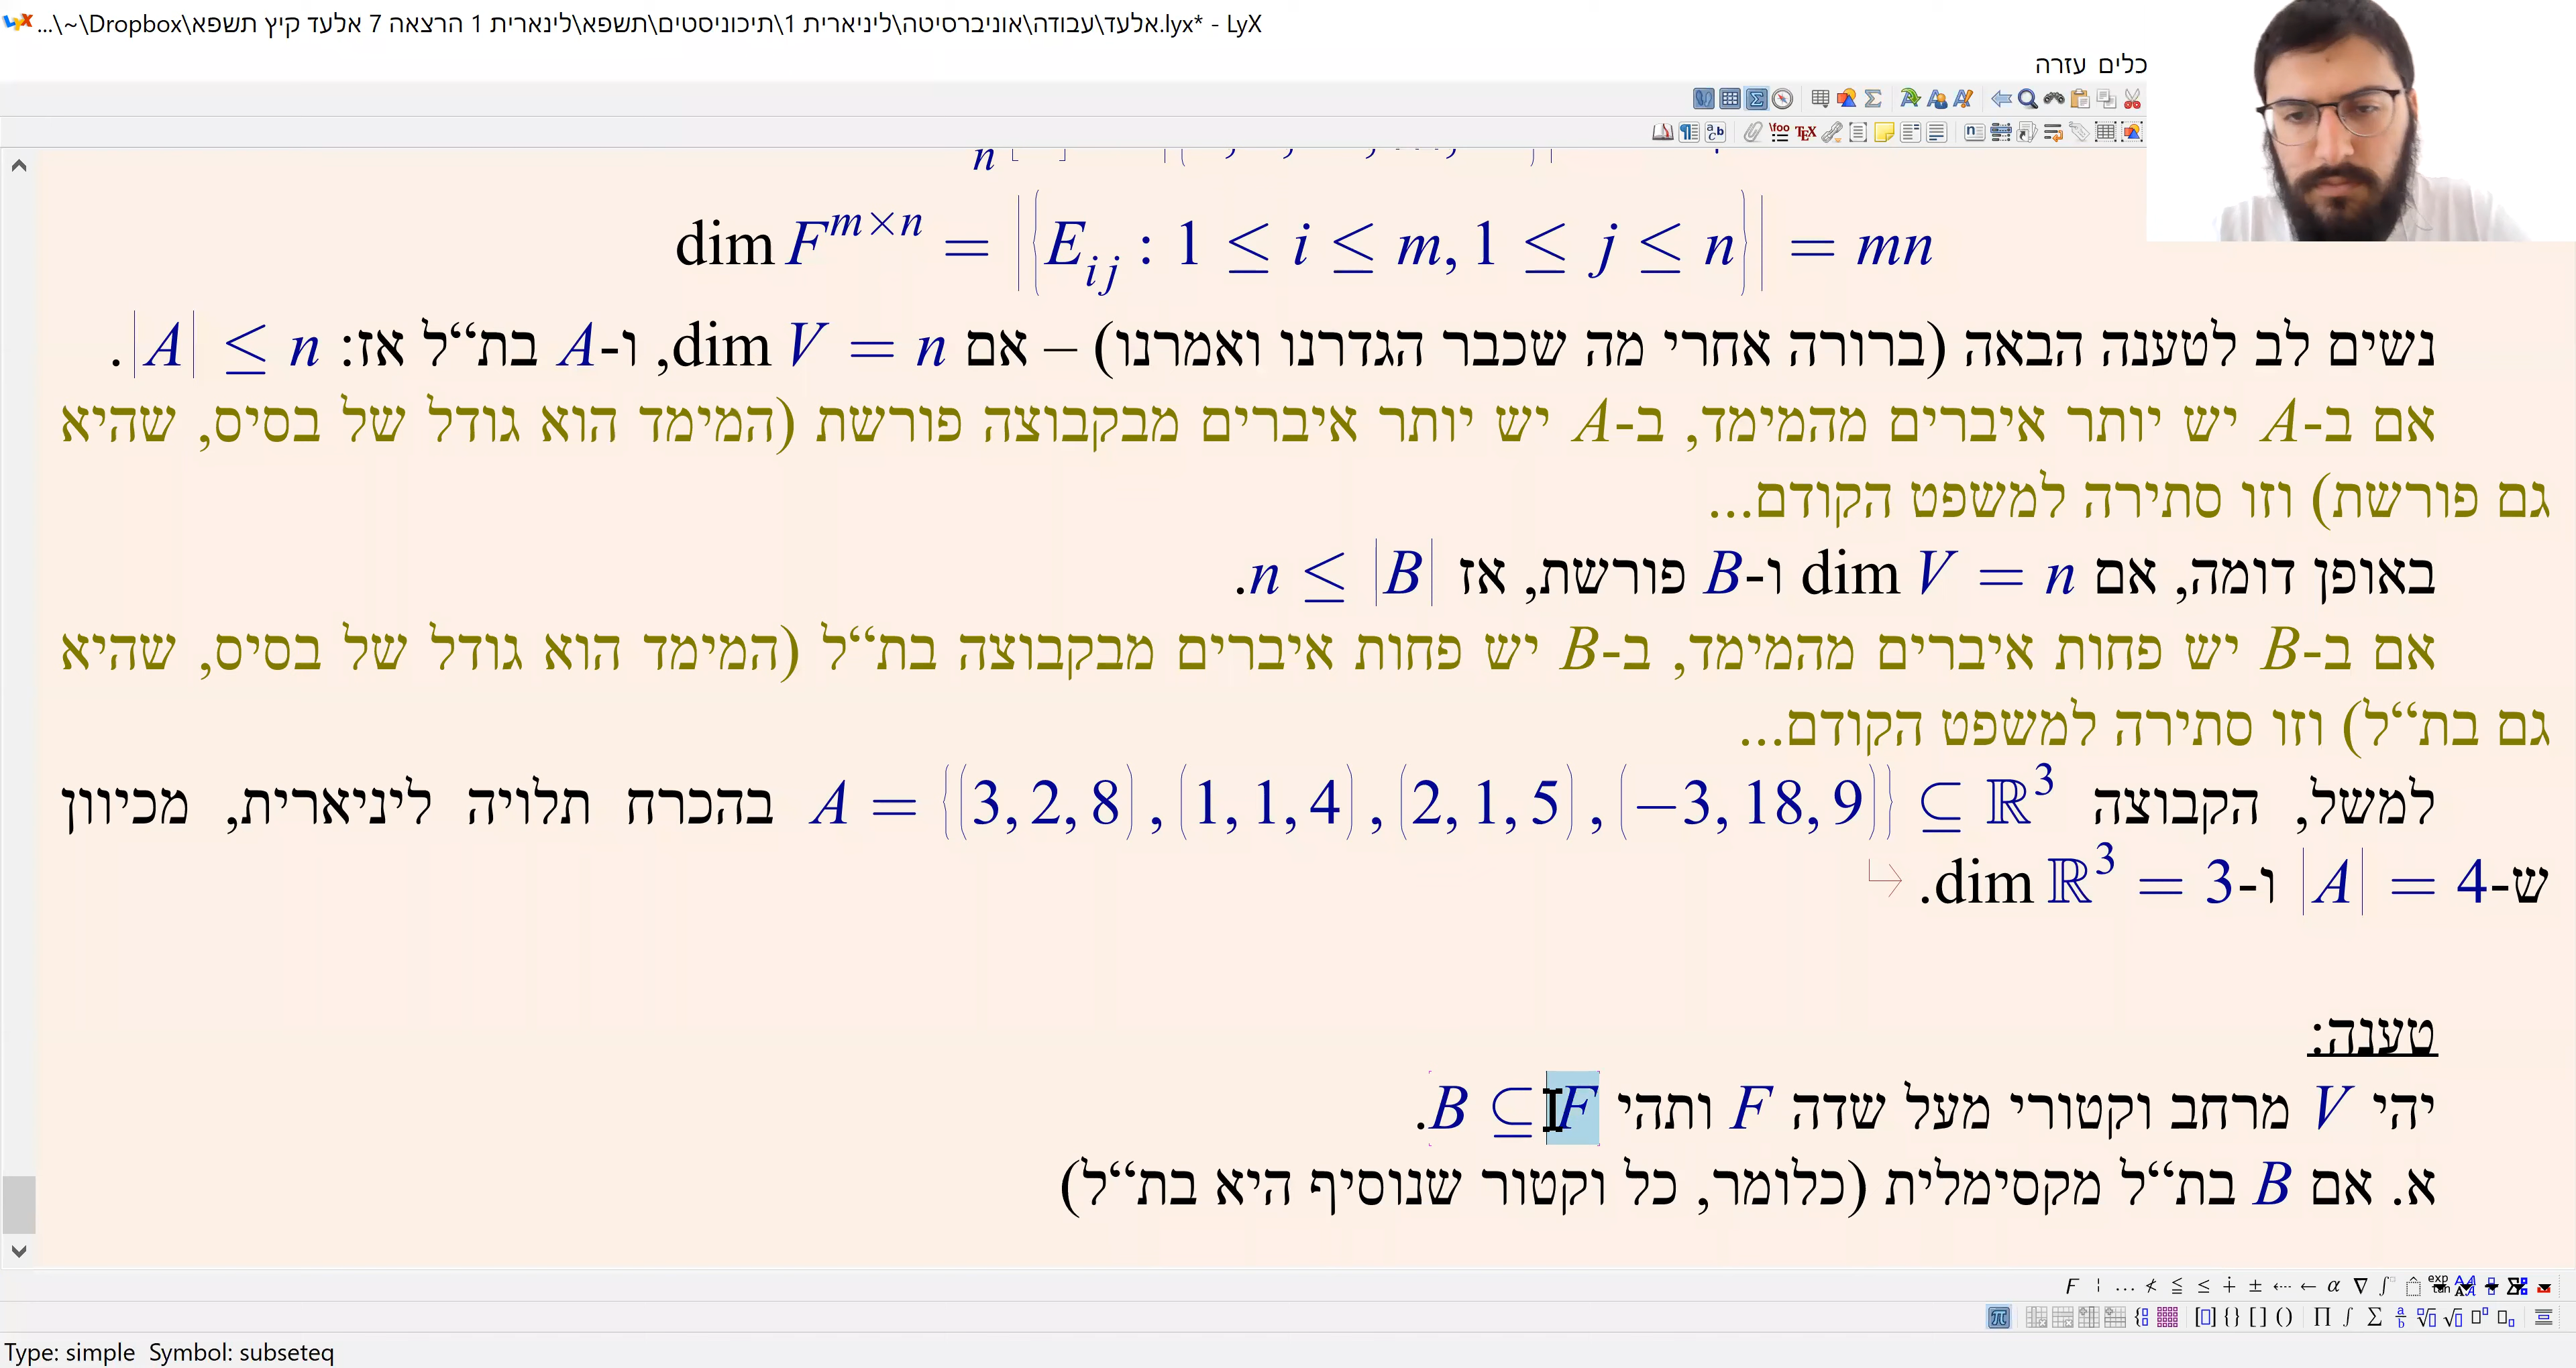 ...\~\Dropbox\אלעד\עבודה\אוניברסיטה\ליניארית 1\תיכוניסטים\תשפא\לינארית 1 הרצאה 7 אלעד קיץ תשפא.lyx* - LyX
כלים עזרה
n
dim F^{m×n} = |{E_{ij} : 1 ≤ i ≤ m, 1 ≤ j ≤ n}| = mn
נשים לב לטענה הבאה (ברורה אחרי מה שכבר הגדרנו ואמרנו) – אם dim V = n, ו-A בת“ל אז: |A| ≤ n.
אם ב-A יש יותר איברים מהמימד, ב-A יש יותר איברים מבקבוצה פורשת (המימד הוא גודל של בסיס, שהיא
גם פורשת) וזו סתירה למשפט הקודם...
באופן דומה, אם dim V = n ו-B פורשת, אז n ≤ |B|.
אם ב-B יש פחות איברים מהמימד, ב-B יש פחות איברים מבקבוצה בת“ל (המימד הוא גודל של בסיס, שהיא
גם בת“ל) וזו סתירה למשפט הקודם...
למשל, הקבוצה A = {(3, 2, 8), (1, 1, 4), (2, 1, 5), (−3, 18, 9)} ⊆ ℝ³ בהכרח תלויה ליניארית, מכיוון
ש-|A| = 4 ו-dim ℝ³ = 3.
טענה:
יהי V מרחב וקטורי מעל שדה F ותהי B ⊆ F.
א. אם B בת“ל מקסימלית (כלומר, כל וקטור שנוסיף היא בת“ל)
Type: simple Symbol: subseteq